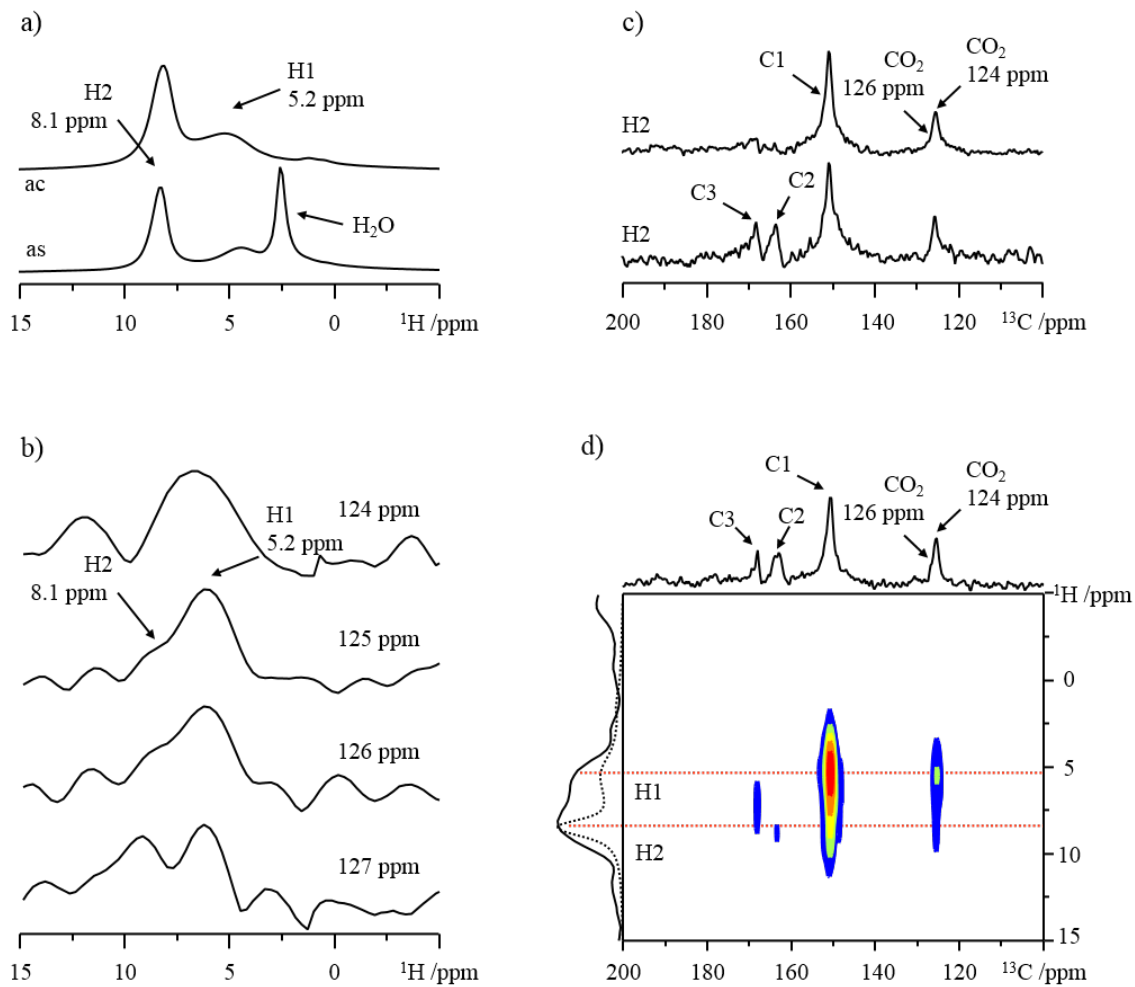 a)
H2
8.1 ppm
H1
5.2 ppm
ac
as
H₂O
15 10 5 0 ¹H /ppm
c)
C1
CO₂
126 ppm
CO₂
124 ppm
H2
C3
C2
H2
200 180 160 140 120 ¹³C /ppm
b)
124 ppm
H1
5.2 ppm
H2
8.1 ppm
125 ppm
126 ppm
127 ppm
15 10 5 0 ¹H /ppm
d)
C1
CO₂
126 ppm
CO₂
124 ppm
C3
C2
¹H /ppm
0
5
H1
H2
10
15
200 180 160 140 120 ¹³C /ppm